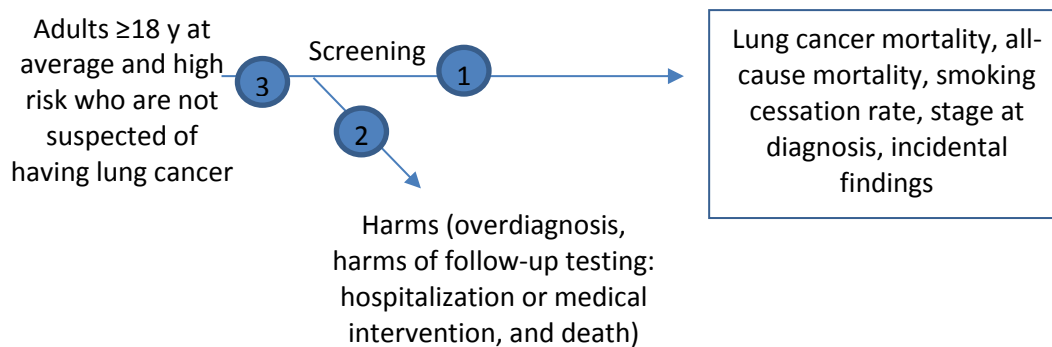 Adults ≥18 y at
average and high
risk who are not
suspected of
having lung cancer
3
Screening
1
2
Lung cancer mortality, all-
cause mortality, smoking
cessation rate, stage at
diagnosis, incidental
findings
Harms (overdiagnosis,
harms of follow-up testing:
hospitalization or medical
intervention, and death)